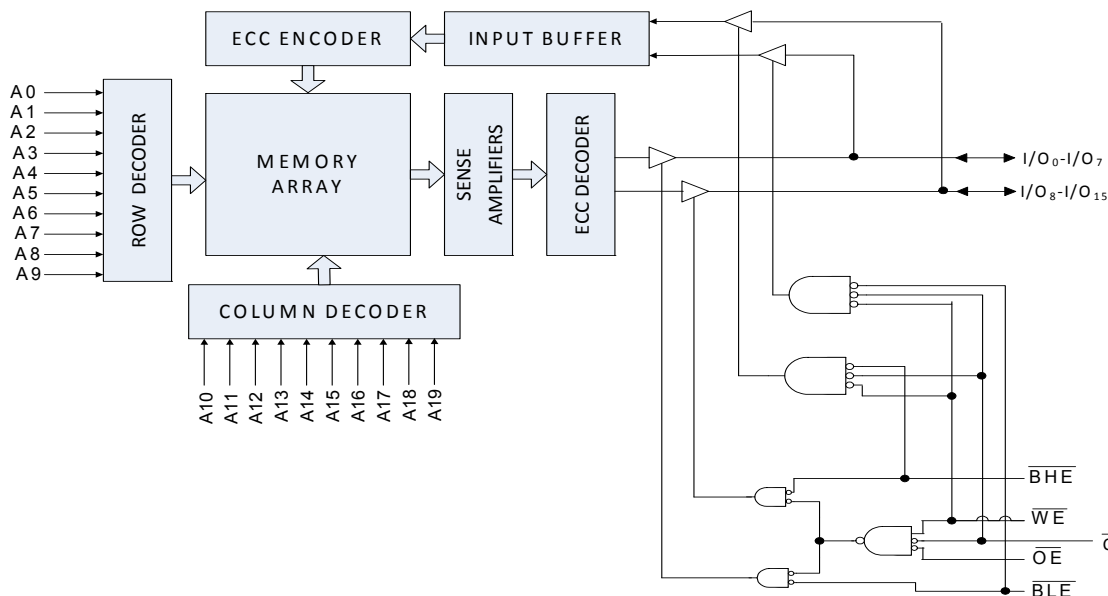 ECC ENCODER
INPUT BUFFER
A0
A1
A2
A3
A4
A5
A6
A7
A8
A9
ROW DECODER
MEMORY
ARRAY
SENSE
AMPLIFIERS
ECC DECODER
I/O0-I/O7
I/O8-I/O15
COLUMN DECODER
A10
A11
A12
A13
A14
A15
A16
A17
A18
A19
BHE
WE
OE
BLE